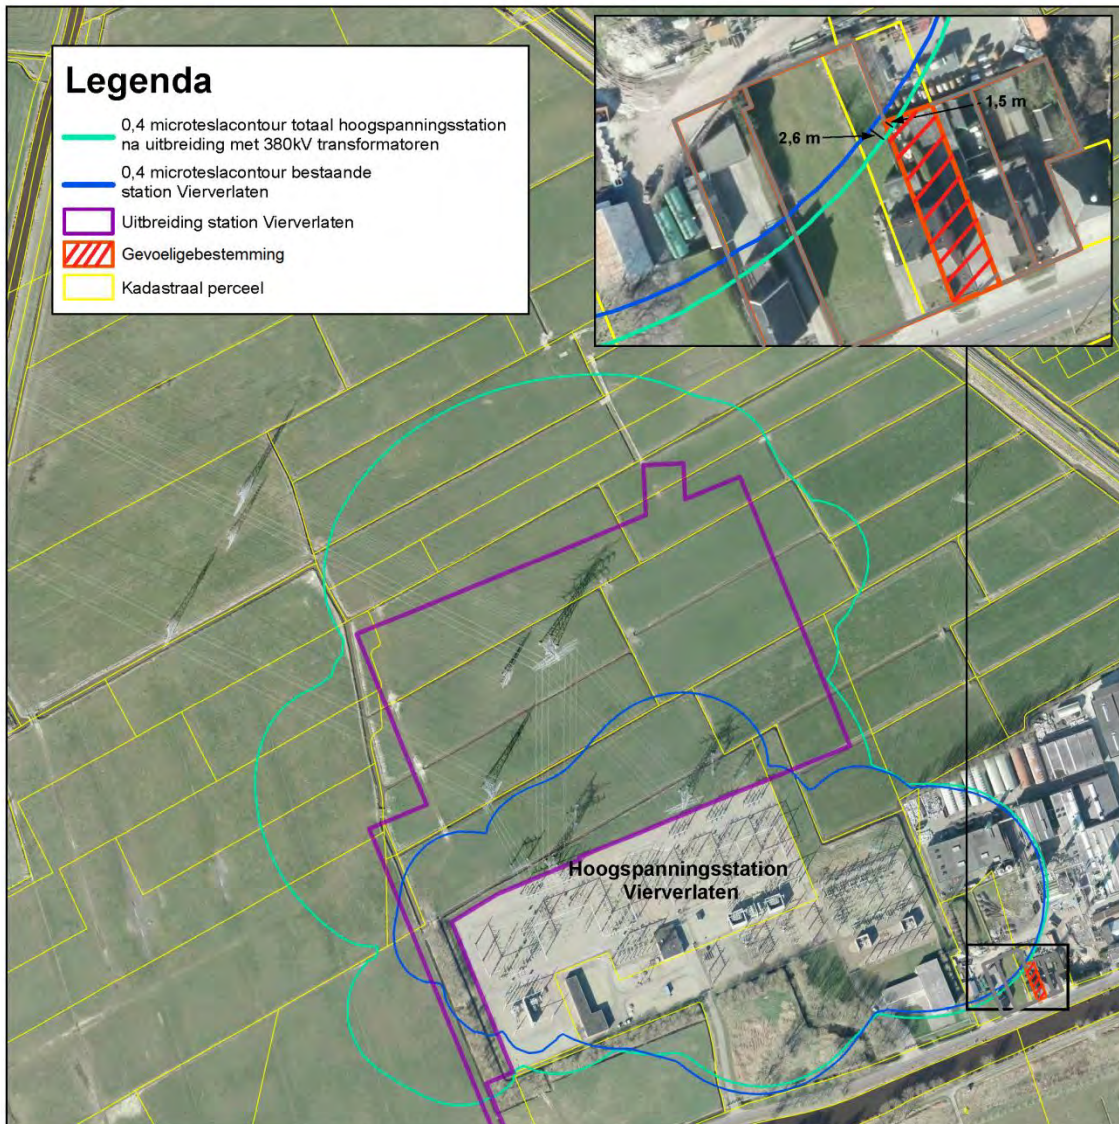 Legenda
0,4 microteslacontour totaal hoogspanningsstation
na uitbreiding met 380kV transformatoren
0,4 microteslacontour bestaande
station Vierverlaten
Uitbreiding station Vierverlaten
Gevoeligebestemming
Kadastraal perceel
1,5 m
2,6 m
Hoogspanningsstation
Vierverlaten